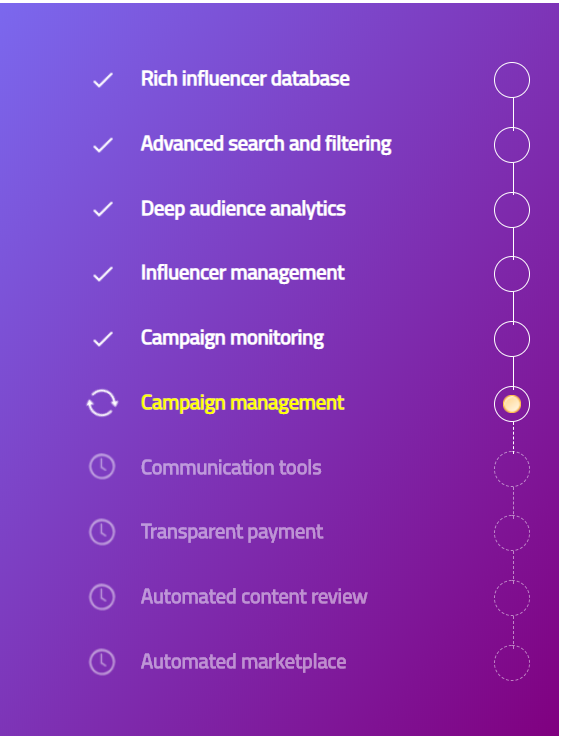 Rich influencer database
Advanced search and filtering
Deep audience analytics
Influencer management
Campaign monitoring
Campaign management
Communication tools
Transparent payment
Automated content review
Automated marketplace